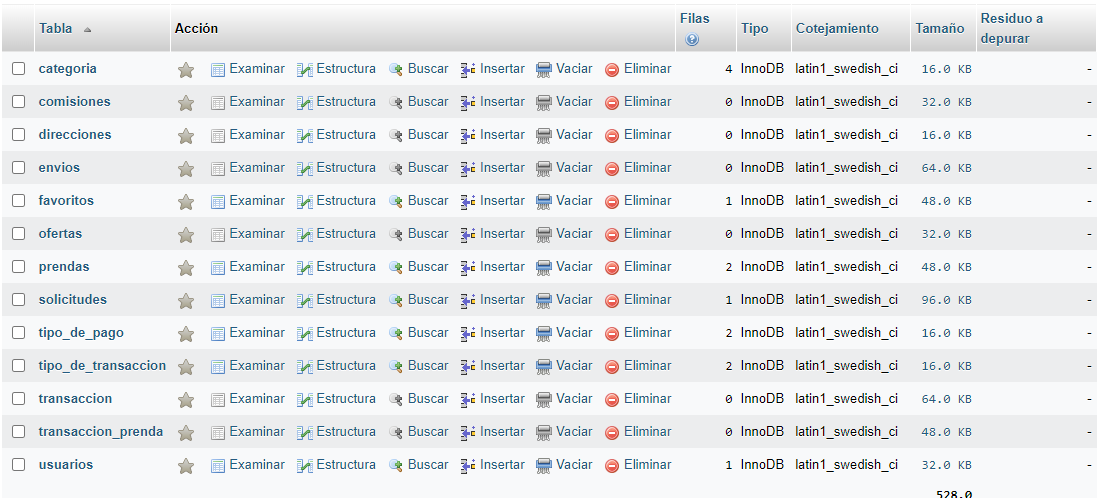 Tabla Acción Filas Tipo Cotejamiento Tamaño Residuo a depurar
categoria Examinar Estructura Buscar Insertar Vaciar Eliminar 4 InnoDB latin1_swedish_ci 16.0 KB -
comisiones Examinar Estructura Buscar Insertar Vaciar Eliminar 0 InnoDB latin1_swedish_ci 32.0 KB -
direcciones Examinar Estructura Buscar Insertar Vaciar Eliminar 0 InnoDB latin1_swedish_ci 16.0 KB -
envios Examinar Estructura Buscar Insertar Vaciar Eliminar 0 InnoDB latin1_swedish_ci 64.0 KB -
favoritos Examinar Estructura Buscar Insertar Vaciar Eliminar 1 InnoDB latin1_swedish_ci 48.0 KB -
ofertas Examinar Estructura Buscar Insertar Vaciar Eliminar 0 InnoDB latin1_swedish_ci 32.0 KB -
prendas Examinar Estructura Buscar Insertar Vaciar Eliminar 2 InnoDB latin1_swedish_ci 48.0 KB -
solicitudes Examinar Estructura Buscar Insertar Vaciar Eliminar 1 InnoDB latin1_swedish_ci 96.0 KB -
tipo_de_pago Examinar Estructura Buscar Insertar Vaciar Eliminar 2 InnoDB latin1_swedish_ci 16.0 KB -
tipo_de_transaccion Examinar Estructura Buscar Insertar Vaciar Eliminar 2 InnoDB latin1_swedish_ci 16.0 KB -
transaccion Examinar Estructura Buscar Insertar Vaciar Eliminar 0 InnoDB latin1_swedish_ci 64.0 KB -
transaccion_prenda Examinar Estructura Buscar Insertar Vaciar Eliminar 0 InnoDB latin1_swedish_ci 48.0 KB -
usuarios Examinar Estructura Buscar Insertar Vaciar Eliminar 1 InnoDB latin1_swedish_ci 32.0 KB -
528.0